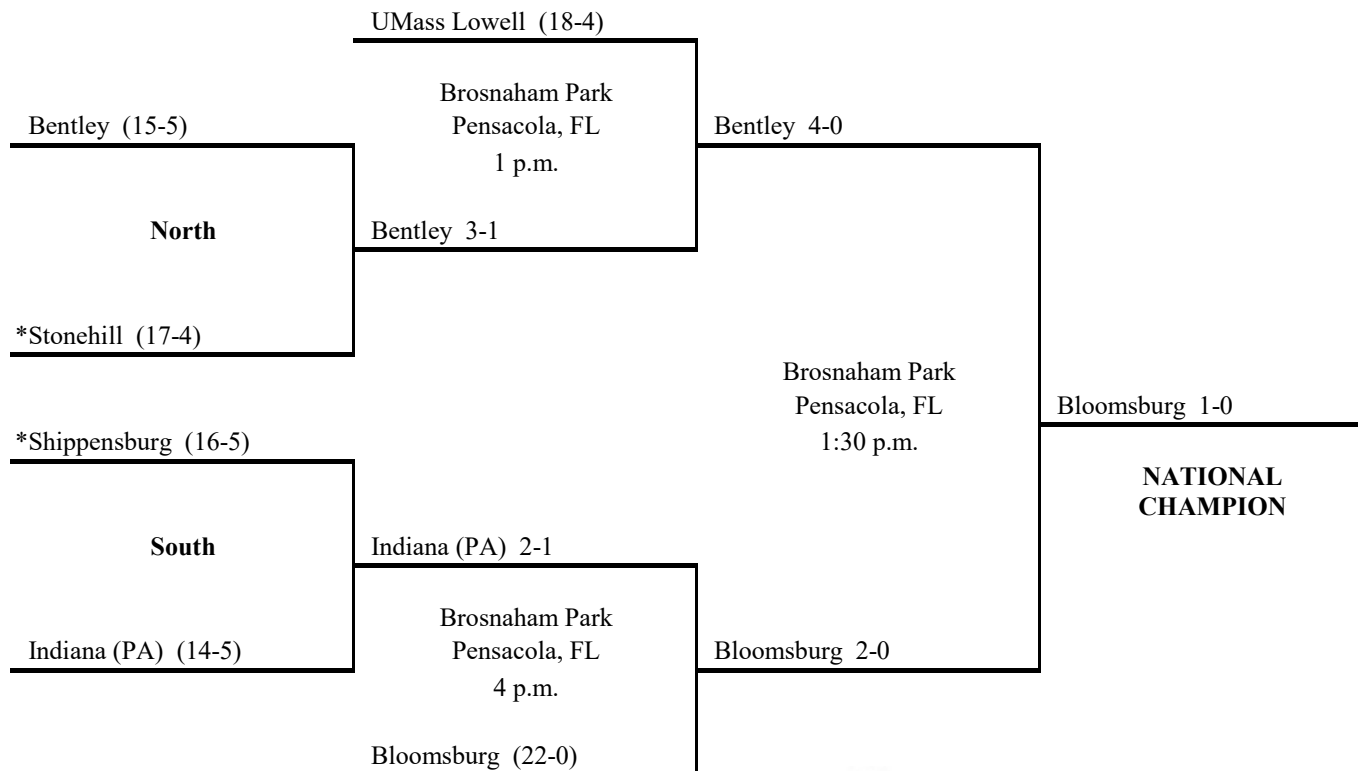 UMass Lowell (18-4)
Brosnaham Park
Pensacola, FL
1 p.m.
Bentley (15-5)
Bentley 4-0
North
Bentley 3-1
*Stonehill (17-4)
Brosnaham Park
Pensacola, FL
1:30 p.m.
Bloomsburg 1-0
*Shippensburg (16-5)
NATIONAL
CHAMPION
South
Indiana (PA) 2-1
Brosnaham Park
Pensacola, FL
4 p.m.
Indiana (PA) (14-5)
Bloomsburg 2-0
Bloomsburg (22-0)